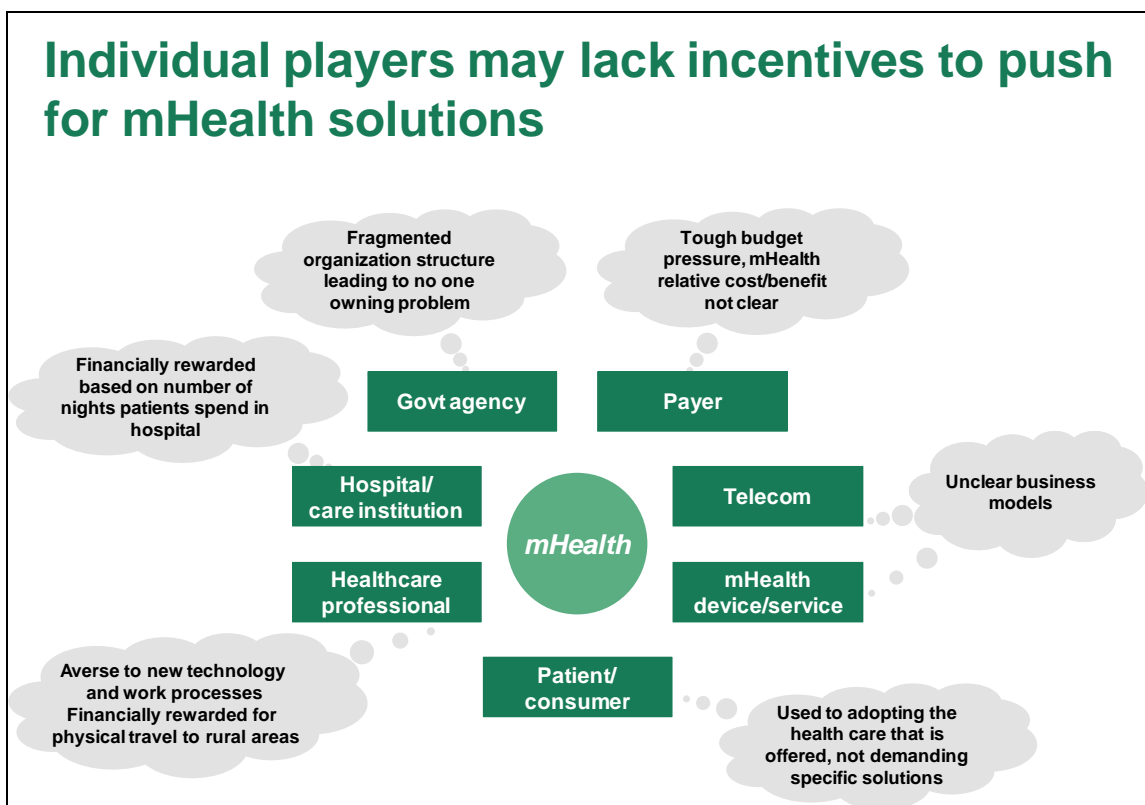 Individual players may lack incentives to push
for mHealth solutions
Fragmented
organization structure
leading to no one
owning problem
Tough budget
pressure, mHealth
relative cost/benefit
not clear
Financially rewarded
based on number of
nights patients spend in
hospital
Govt agency
Payer
Hospital/
care institution
Telecom
Unclear business
models
mHealth
Healthcare
professional
mHealth
device/service
Averse to new technology
and work processes
Financially rewarded for
physical travel to rural areas
Patient/
consumer
Used to adopting the
health care that is
offered, not demanding
specific solutions